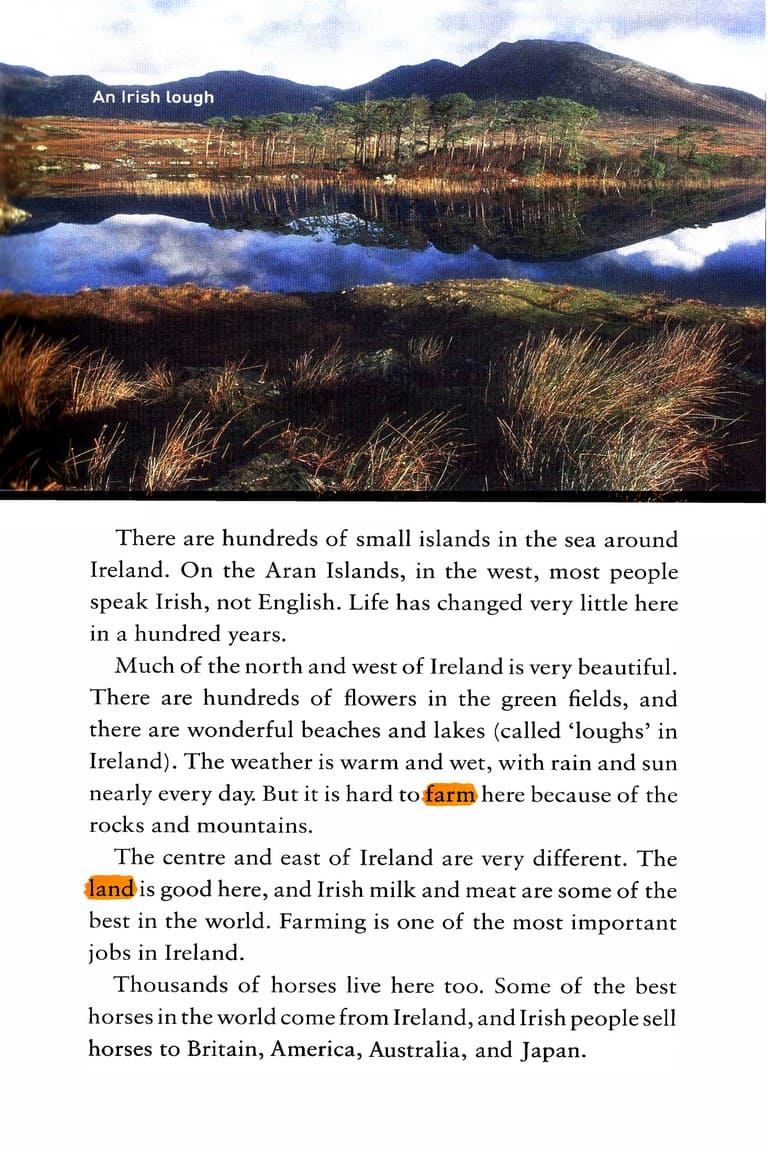 An Irish lough
There are hundreds of small islands in the sea around
Ireland. On the Aran Islands, in the west, most people
speak Irish, not English. Life has changed very little here
in a hundred years.
Much of the north and west of Ireland is very beautiful.
There are hundreds of flowers in the green fields, and
there are wonderful beaches and lakes (called ‘loughs’ in
Ireland). The weather is warm and wet, with rain and sun
nearly every day. But it is hard to farm here because of the
rocks and mountains.
The centre and east of Ireland are very different. The
land is good here, and Irish milk and meat are some of the
best in the world. Farming is one of the most important
jobs in Ireland.
Thousands of horses live here too. Some of the best
horses in the world come from Ireland, and Irish people sell
horses to Britain, America, Australia, and Japan.